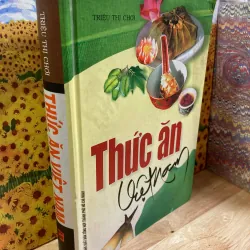 TRIỆU THỊ CHƠI
THỨC ĂN VIỆT NAM
TRIỆU THỊ CHƠI
Thức ăn
Việt Nam